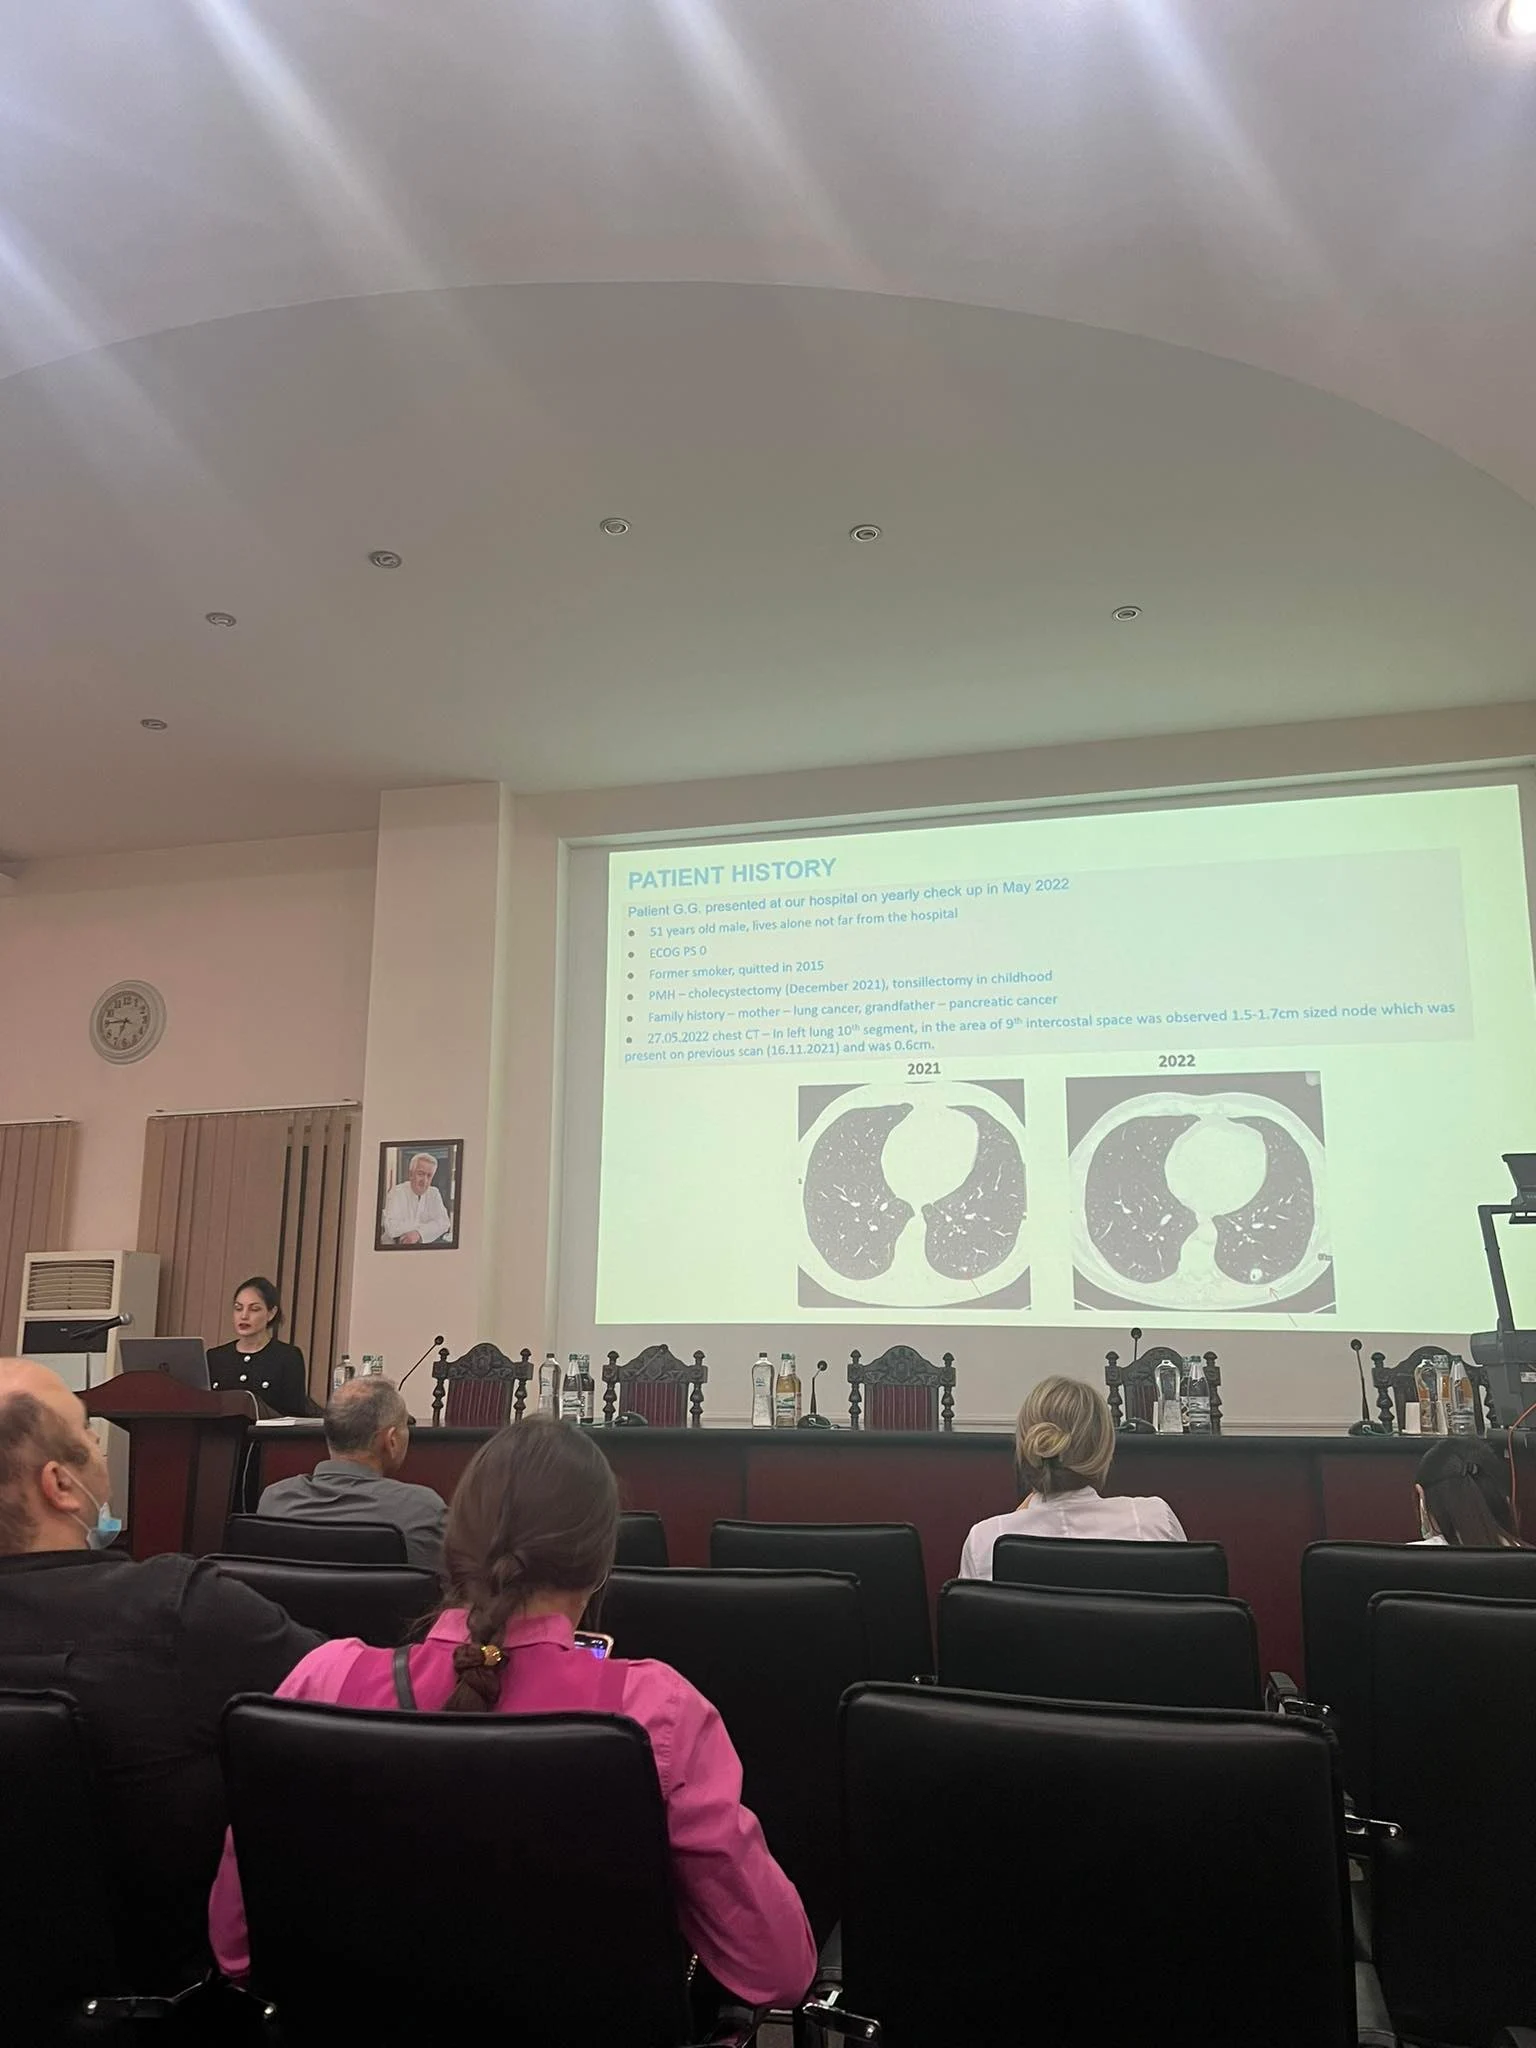 PATIENT HISTORY
Patient G.G. presented at our hospital on yearly check up in May 2022
• 51 years old male, lives alone not far from the hospital
• ECOG PS 0
• Former smoker, quitted in 2015
• PMH – cholecystectomy (December 2021), tonsillectomy in childhood
• Family history – mother – lung cancer, grandfather – pancreatic cancer
• 27.05.2022 chest CT – In left lung 10th segment, in the area of 9th intercostal space was observed 1.5-1.7cm sized node which was
present on previous scan (16.11.2021) and was 0.6cm.
2021 2022